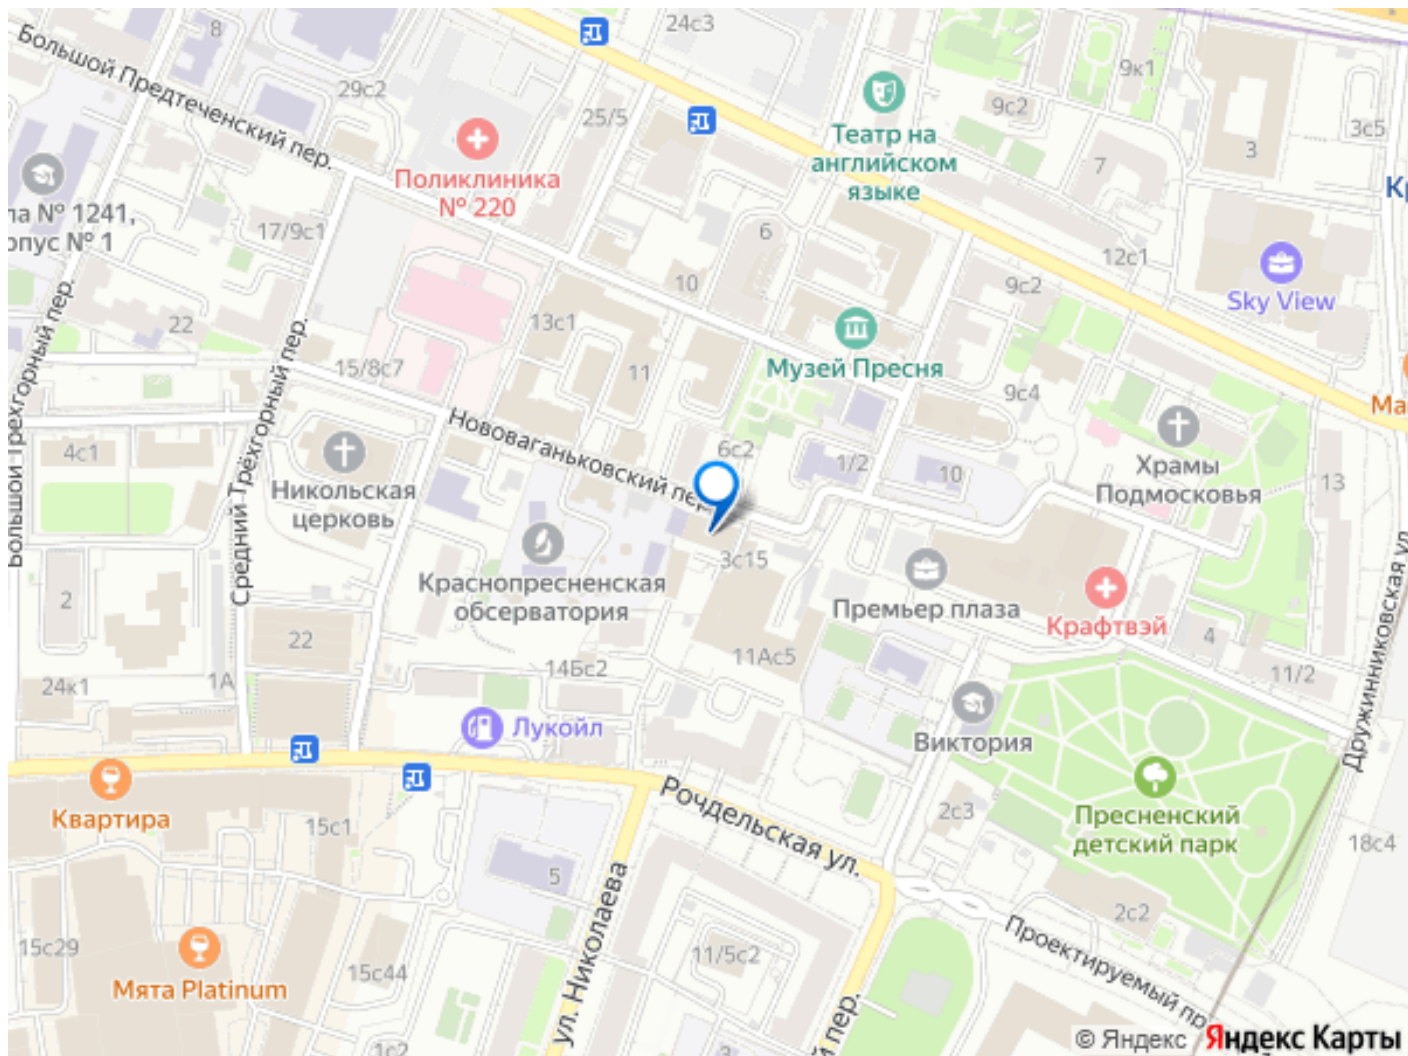 24с3
8
Большой Предтеченский пер.
29с2
25/5
9к1
9с2
3с5
Театр на
английском
языке
7
3
Поликлиника
№ 220
ла № 1241,
рпус № 1
17/9с1
6
12с1
Sky View
10
9с2
22
13с1
15/8с7
11
Музей Пресня
9с4
Большой Трёхгорный пер.
Средний Трёхгорный пер.
Нововаганьковский пер.
4с1
6с2
1/2
10
Храмы
Подмосковья
13
Никольская
церковь
3с15
Краснопресненская
обсерватория
Премьер плаза
Крафтвэй
2
22
4
11Ас5
14Бс2
11/2
24к1
1А
Дружинниковская ул.
Лукойл
Виктория
Квартира
15с1
Рочдельская ул.
2с3
Пресненский
детский парк
18с4
5
ул. Николаева
2с2
15с29
15с44
11/5с2
Проектируемый пр
Мята Platinum
й пер.
1с2
© Яндекс Яндекс Карты